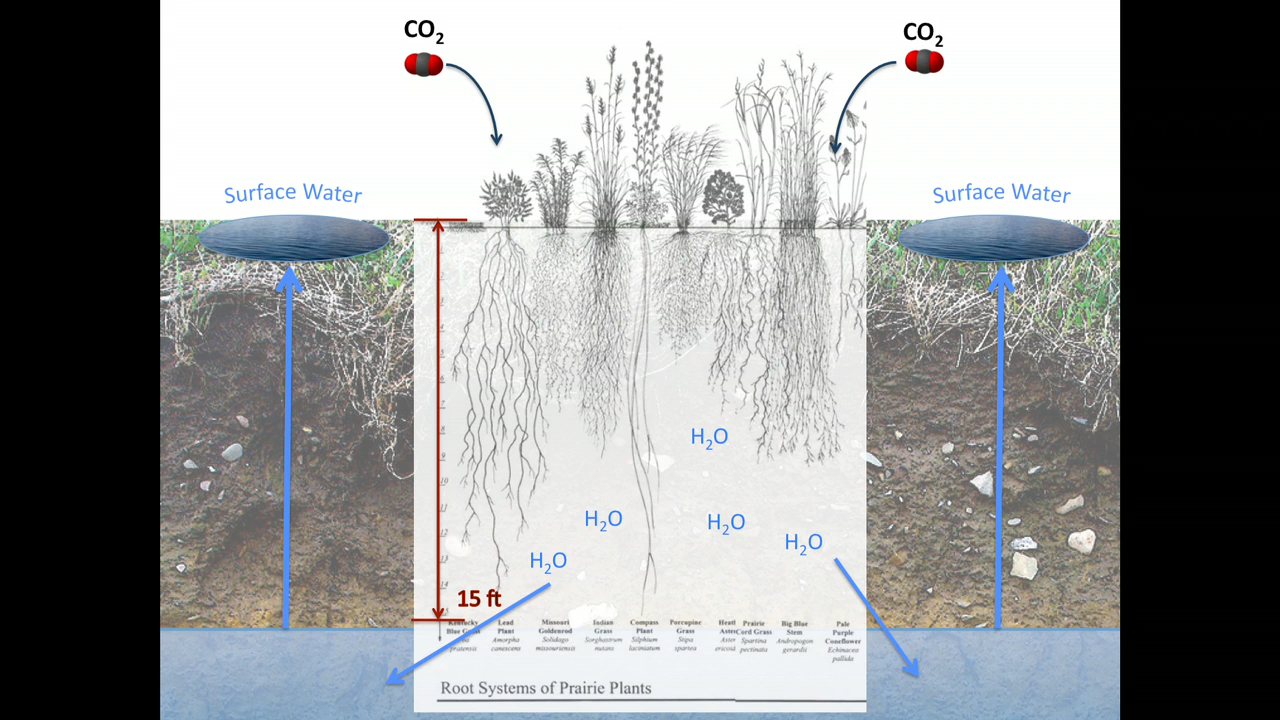 CO₂
CO₂
Surface Water
Surface Water
H₂O
H₂O
H₂O
H₂O
H₂O
15 ft
Kentucky Blue Grass
pratensis
Lead Plant
Amorpha canescens
Missouri Goldenrod
Solidago missouriensis
Indian Grass
Sorghastrum nutans
Compass Plant
Silphium laciniatum
Porcupine Grass
Stipa spartea
Heath Aster
Aster ericoid
Prairie Cord Grass
Spartina pectinata
Big Blue Stem
Andropogon gerardii
Pale Purple Coneflower
Echinacea pallida
Root Systems of Prairie Plants